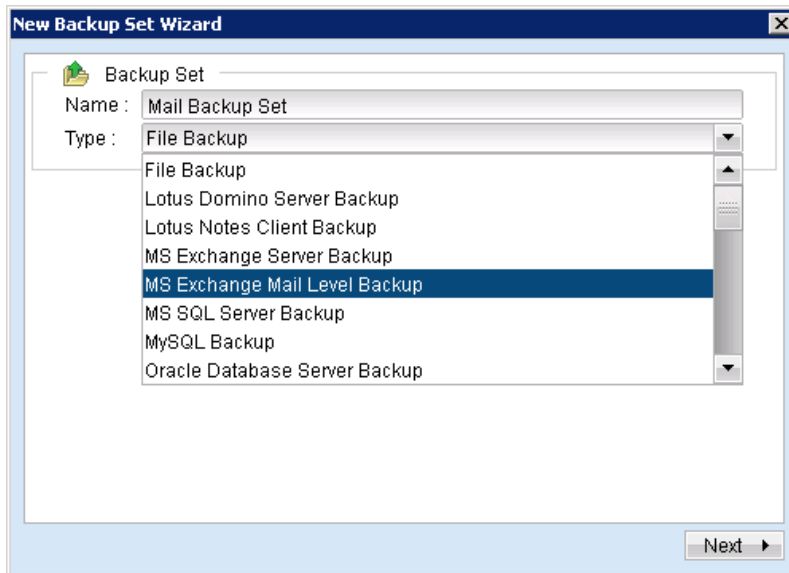 New Backup Set Wizard
Backup Set
Name : Mail Backup Set
Type : File Backup
File Backup
Lotus Domino Server Backup
Lotus Notes Client Backup
MS Exchange Server Backup
MS Exchange Mail Level Backup
MS SQL Server Backup
MySQL Backup
Oracle Database Server Backup
Next